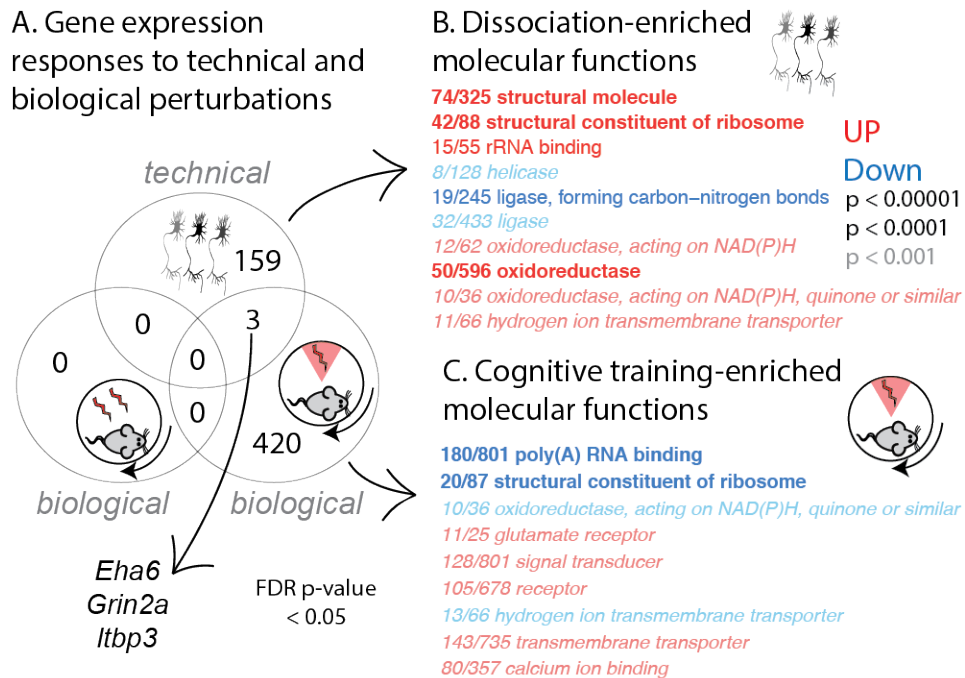 A. Gene expression
responses to technical and
biological perturbations
technical
159
0
3
0
0
0
420
biological
biological
Eha6
Grin2a
Itbp3
FDR p-value
< 0.05
B. Dissociation-enriched
molecular functions
74/325 structural molecule
42/88 structural constituent of ribosome
15/55 rRNA binding
8/128 helicase
19/245 ligase, forming carbon−nitrogen bonds
32/433 ligase
12/62 oxidoreductase, acting on NAD(P)H
50/596 oxidoreductase
10/36 oxidoreductase, acting on NAD(P)H, quinone or similar
11/66 hydrogen ion transmembrane transporter
UP
Down
p < 0.00001
p < 0.0001
p < 0.001
C. Cognitive training-enriched
molecular functions
180/801 poly(A) RNA binding
20/87 structural constituent of ribosome
10/36 oxidoreductase, acting on NAD(P)H, quinone or similar
11/25 glutamate receptor
128/801 signal transducer
105/678 receptor
13/66 hydrogen ion transmembrane transporter
143/735 transmembrane transporter
80/357 calcium ion binding